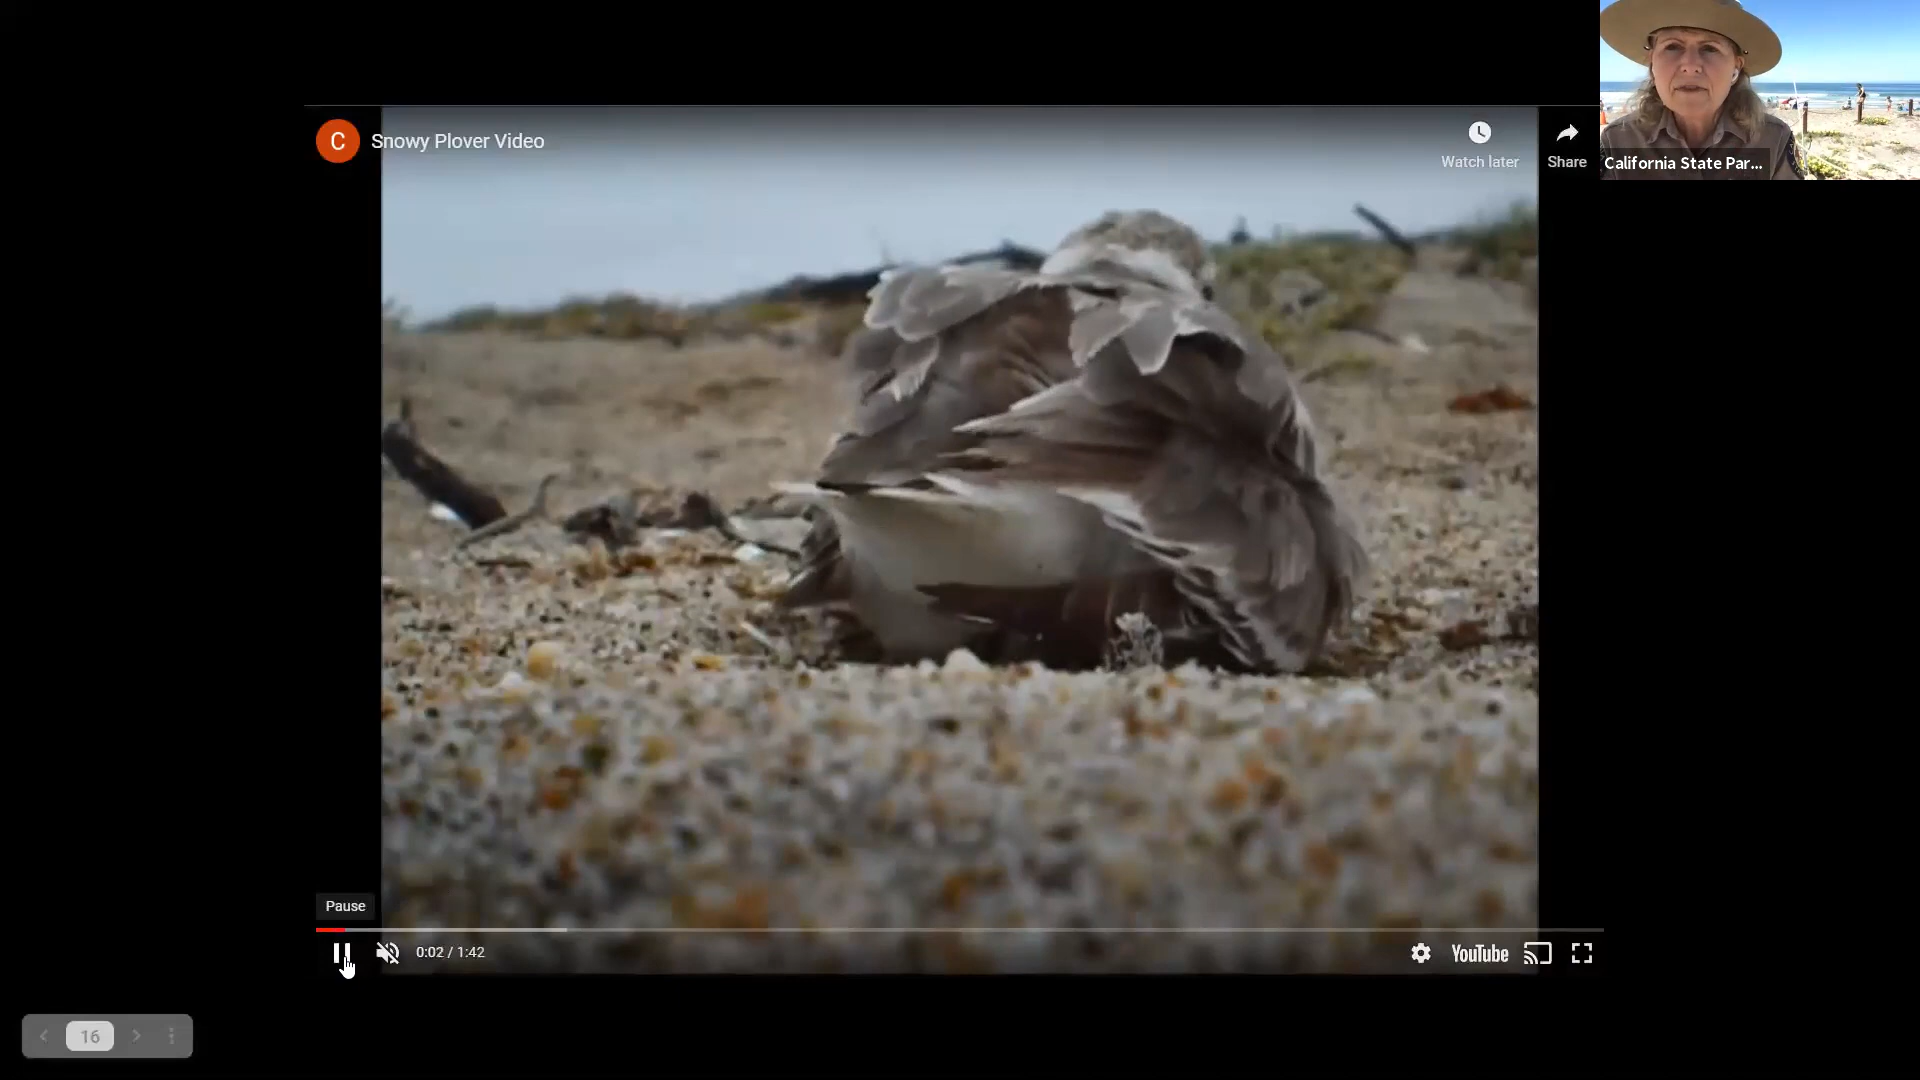 C
Snowy Plover Video
Watch later
Share
California State Par...
Pause
0:02 / 1:42
YouTube
16